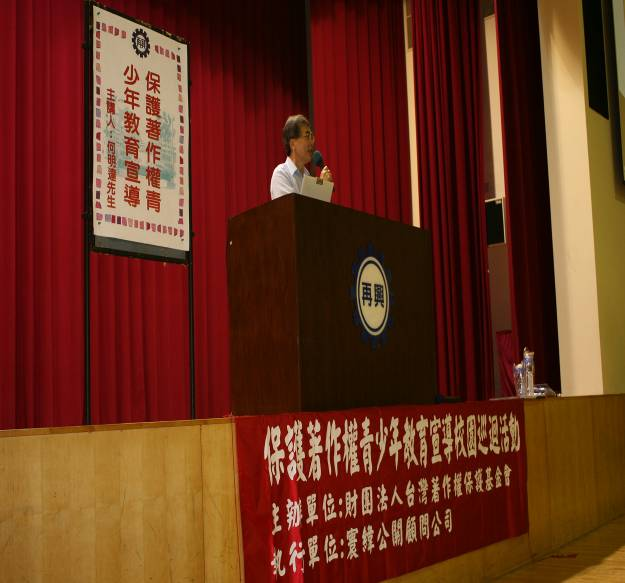 保護著作權青
少年教育宣導
主講人：何明達先生
再興
保護著作權青少年教育宣導校園巡迴活動
主辦單位:財團法人台灣著作權保護基金會
執行單位:寰緯公關顧問公司